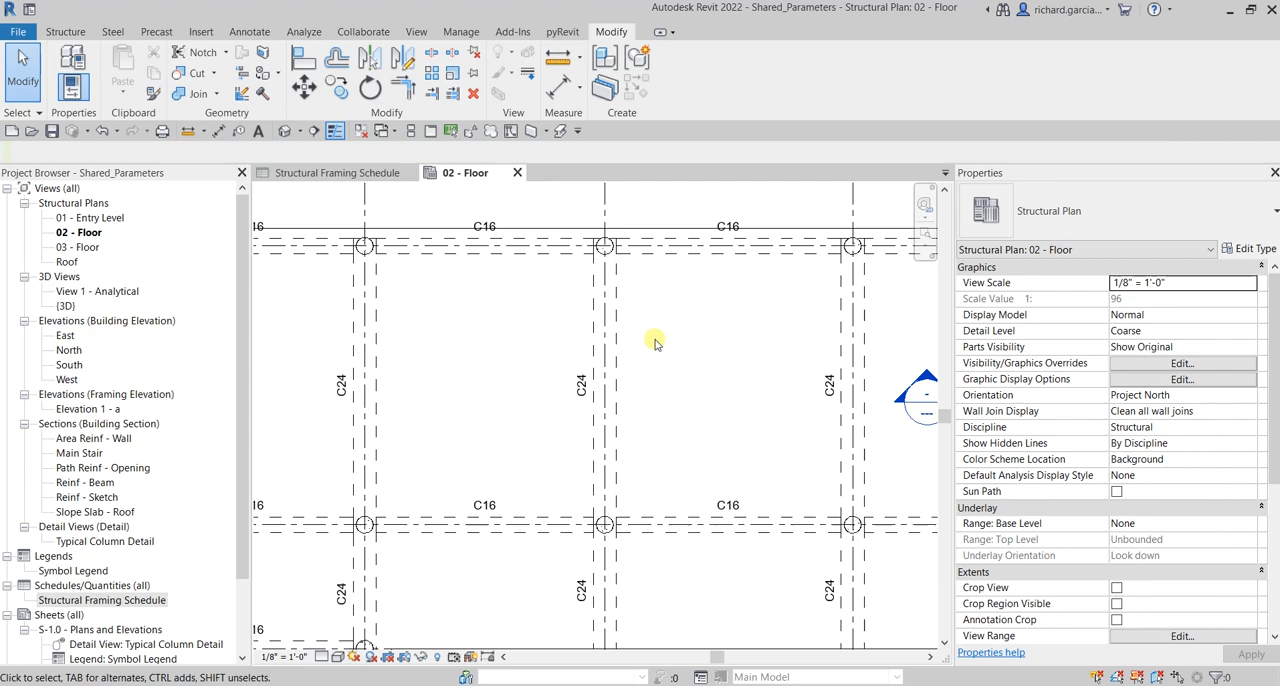 Autodesk Revit 2022 - Shared_Parameters - Structural Plan: 02 - Floor
richard.garcia...
File Structure Steel Precast Insert Annotate Analyze Collaborate View Manage Add-Ins pyRevit Modify
Modify
Paste
Notch
Cut
Join
Select Properties Clipboard Geometry Modify View Measure Create
Project Browser - Shared_Parameters
Views (all)
Structural Plans
01 - Entry Level
02 - Floor
03 - Floor
Roof
3D Views
View 1 - Analytical
{3D}
Elevations (Building Elevation)
East
North
South
West
Elevations (Framing Elevation)
Elevation 1 - a
Sections (Building Section)
Area Reinf - Wall
Main Stair
Path Reinf - Opening
Reinf - Beam
Reinf - Sketch
Slope Slab - Roof
Detail Views (Detail)
Typical Column Detail
Legends
Symbol Legend
Schedules/Quantities (all)
Structural Framing Schedule
Sheets (all)
S-1.0 - Plans and Elevations
Detail View: Typical Column Detail
Legend: Symbol Legend
Structural Framing Schedule
02 - Floor
16 C16 C16
C24 C24 C24
16 C16 C16
C24 C24 C24
16
1/8" = 1'-0"
Properties
Structural Plan
Structural Plan: 02 - Floor
Edit Type
Graphics
View Scale 1/8" = 1'-0"
Scale Value 1: 96
Display Model Normal
Detail Level Coarse
Parts Visibility Show Original
Visibility/Graphics Overrides Edit...
Graphic Display Options Edit...
Orientation Project North
Wall Join Display Clean all wall joins
Discipline Structural
Show Hidden Lines By Discipline
Color Scheme Location Background
Default Analysis Display Style None
Sun Path
Underlay
Range: Base Level None
Range: Top Level Unbounded
Underlay Orientation Look down
Extents
Crop View
Crop Region Visible
Annotation Crop
View Range Edit...
Properties help Apply
Click to select, TAB for alternates, CTRL adds, SHIFT unselects.
:0
Main Model
:0